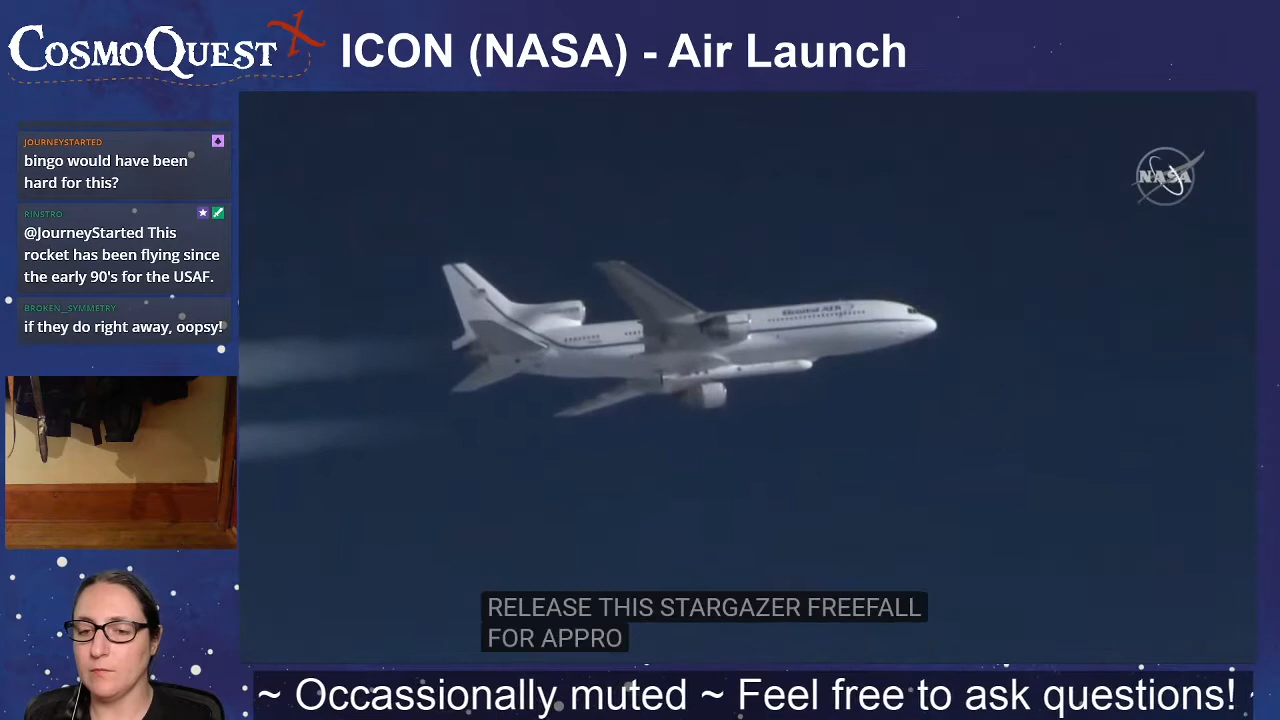 COSMOQUEST X
ICON (NASA) - Air Launch
JOURNEYSTARTED
bingo would have been
hard for this?
RINSTRO
@JourneyStarted This
rocket has been flying since
the early 90's for the USAF.
BROKEN_SYMMETRY
if they do right away, oopsy!
NASA
Orbital ATK
RELEASE THIS STARGAZER FREEFALL
FOR APPRO
~ Occassionally muted ~ Feel free to ask questions! ~